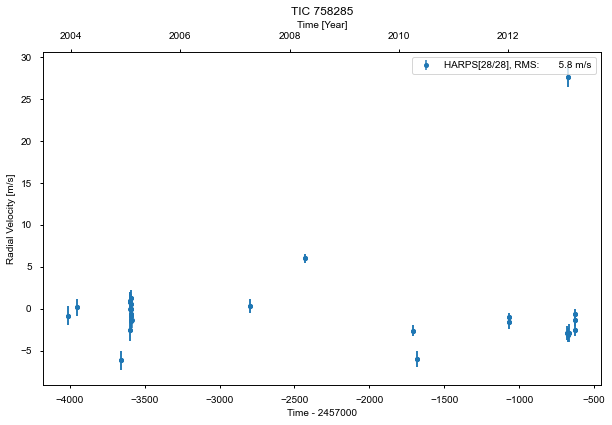 TIC 758285
Time [Year]
2004 2006 2008 2010 2012
HARPS[28/28], RMS: 5.8 m/s
30
25
20
15
10
5
0
−5
Radial Velocity [m/s]
−4000 −3500 −3000 −2500 −2000 −1500 −1000 −500
Time - 2457000